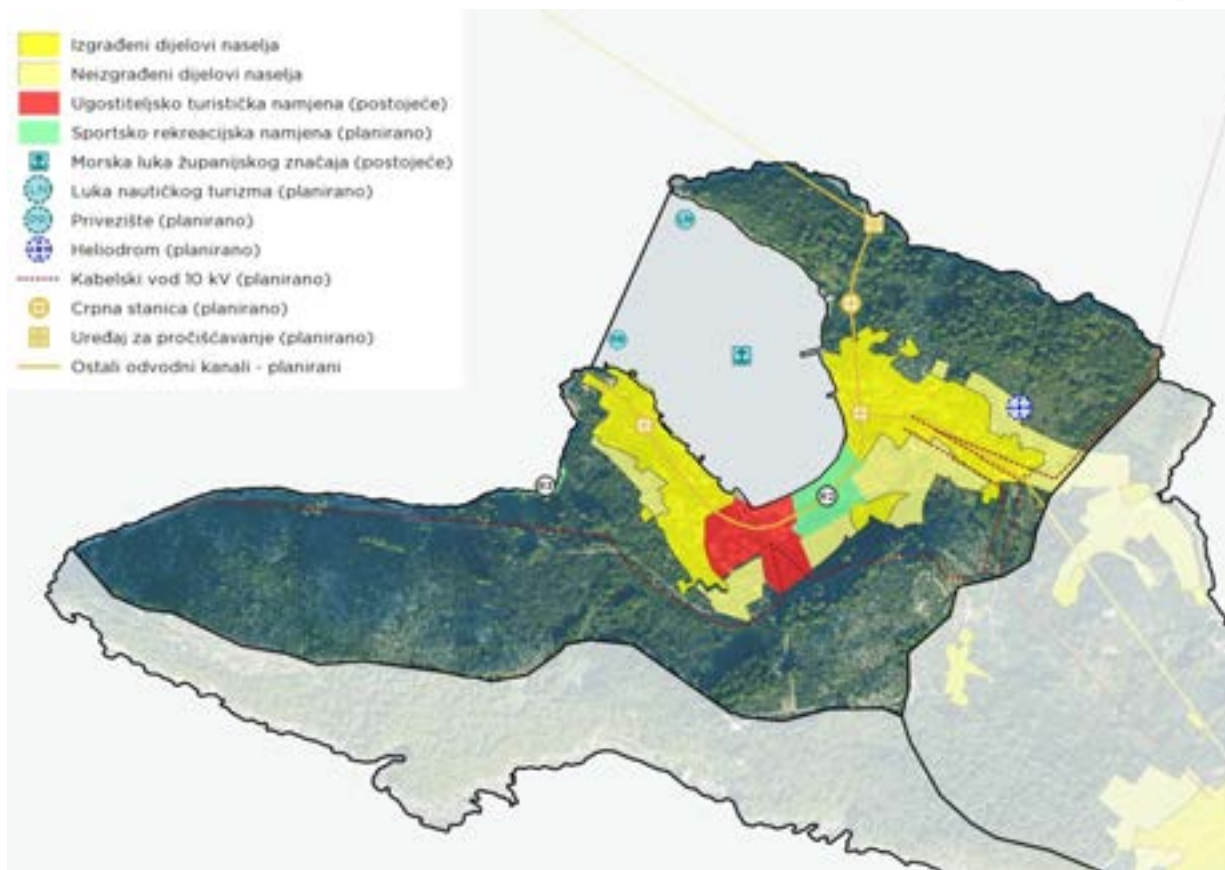 Izgrađeni dijelovi naselja
Neizgrađeni dijelovi naselja
Ugostiteljsko turistička namjena (postojeće)
Sportsko rekreacijska namjena (planirano)
Morska luka županijskog značaja (postojeće)
Luka nautičkog turizma (planirano)
Privezište (planirano)
Heliodrom (planirano)
Kabelski vod 10 kV (planirano)
Crpna stanica (planirano)
Uređaj za pročišćavanje (planirano)
Ostali odvodni kanali - planirani